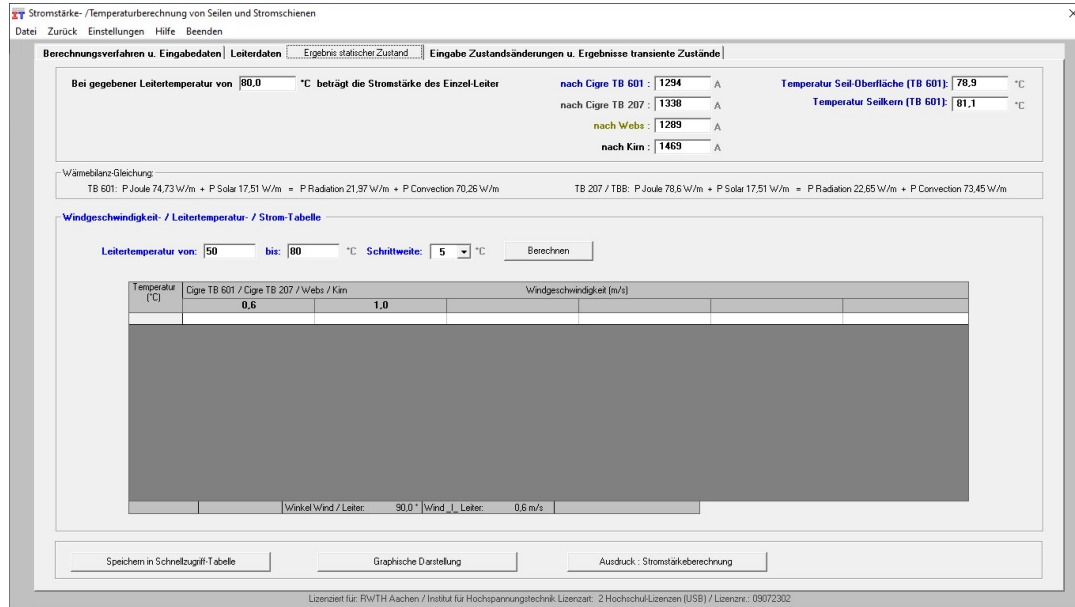 Stromstärke- /Temperaturberechnung von Seilen und Stromschienen
Datei Zurück Einstellungen Hilfe Beenden
Berechnungsverfahren u. Eingabedaten Leiterdaten Ergebnis statischer Zustand Eingabe Zustandsänderungen u. Ergebnisse transiente Zustände
Bei gegebener Leitertemperatur von 80,0 °C beträgt die Stromstärke des Einzel-Leiter nach Cigre TB 601 : 1294 A Temperatur Seil-Oberfläche (TB 601): 78,9 °C
nach Cigre TB 207 : 1338 A Temperatur Seilkern (TB 601): 81,1 °C
nach Webs : 1289 A
nach Kirn : 1469 A
Wärmebilanz-Gleichung:
TB 601: P Joule 74,73 W/m + P Solar 17,51 W/m = P Radiation 21,97 W/m + P Convection 70,26 W/m TB 207 / TBB: P Joule 78,6 W/m + P Solar 17,51 W/m = P Radiation 22,65 W/m + P Convection 73,45 W/m
Windgeschwindigkeit- / Leitertemperatur- / Strom-Tabelle
Leitertemperatur von: 50 bis: 80 °C Schrittweite: 5 °C Berechnen
Temperatur (°C) Cigre TB 601 / Cigre TB 207 / Webs / Kirn Windgeschwindigkeit (m/s)
0,6 1,0
Winkel Wind / Leiter: 90,0 ° Wind _|_ Leiter: 0,6 m/s
Speichern in Schnellzugriff-Tabelle Graphische Darstellung Ausdruck : Stromstärkeberechnung
Lizenziert für: RWTH Aachen / Institut für Hochspannungstechnik Lizenzart: 2 Hochschul-Lizenzen (USB) / Lizenznr.: 09072302